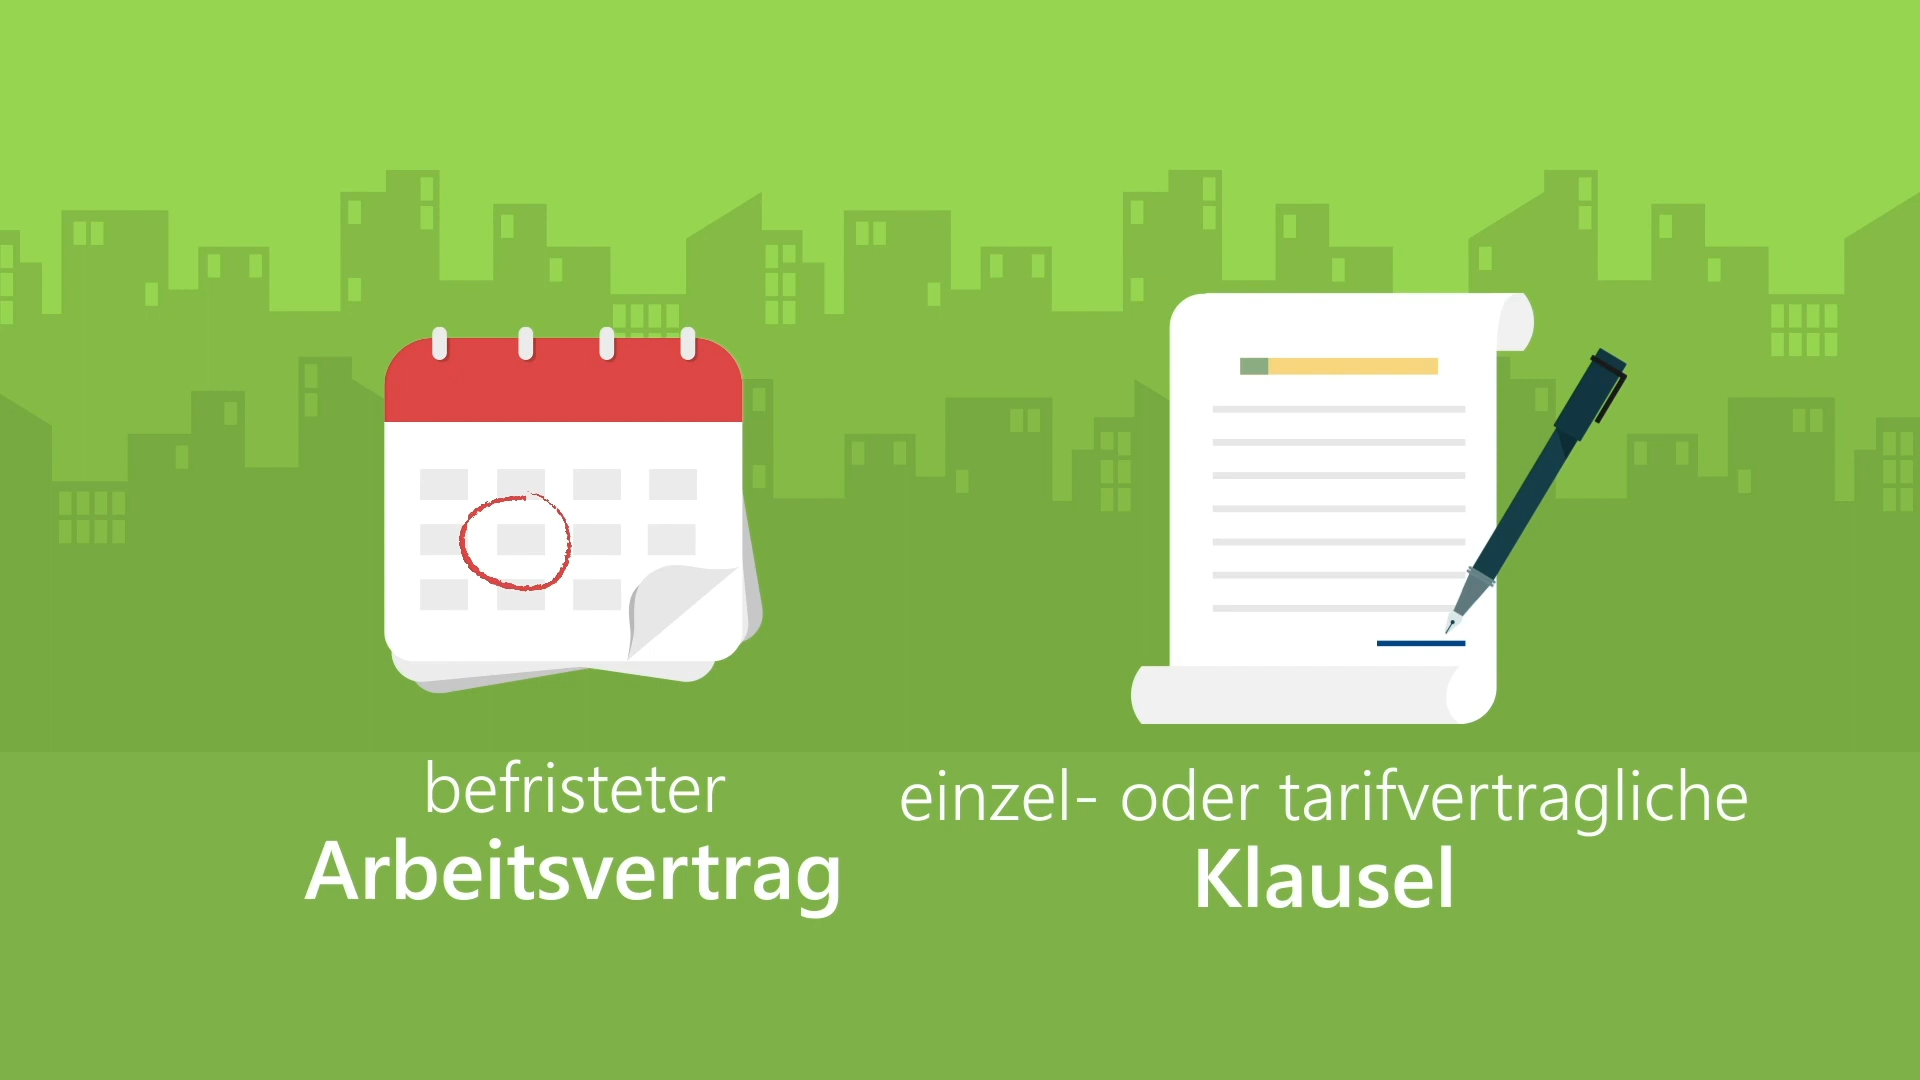 befristeter
Arbeitsvertrag
einzel- oder tarifvertragliche
Klausel